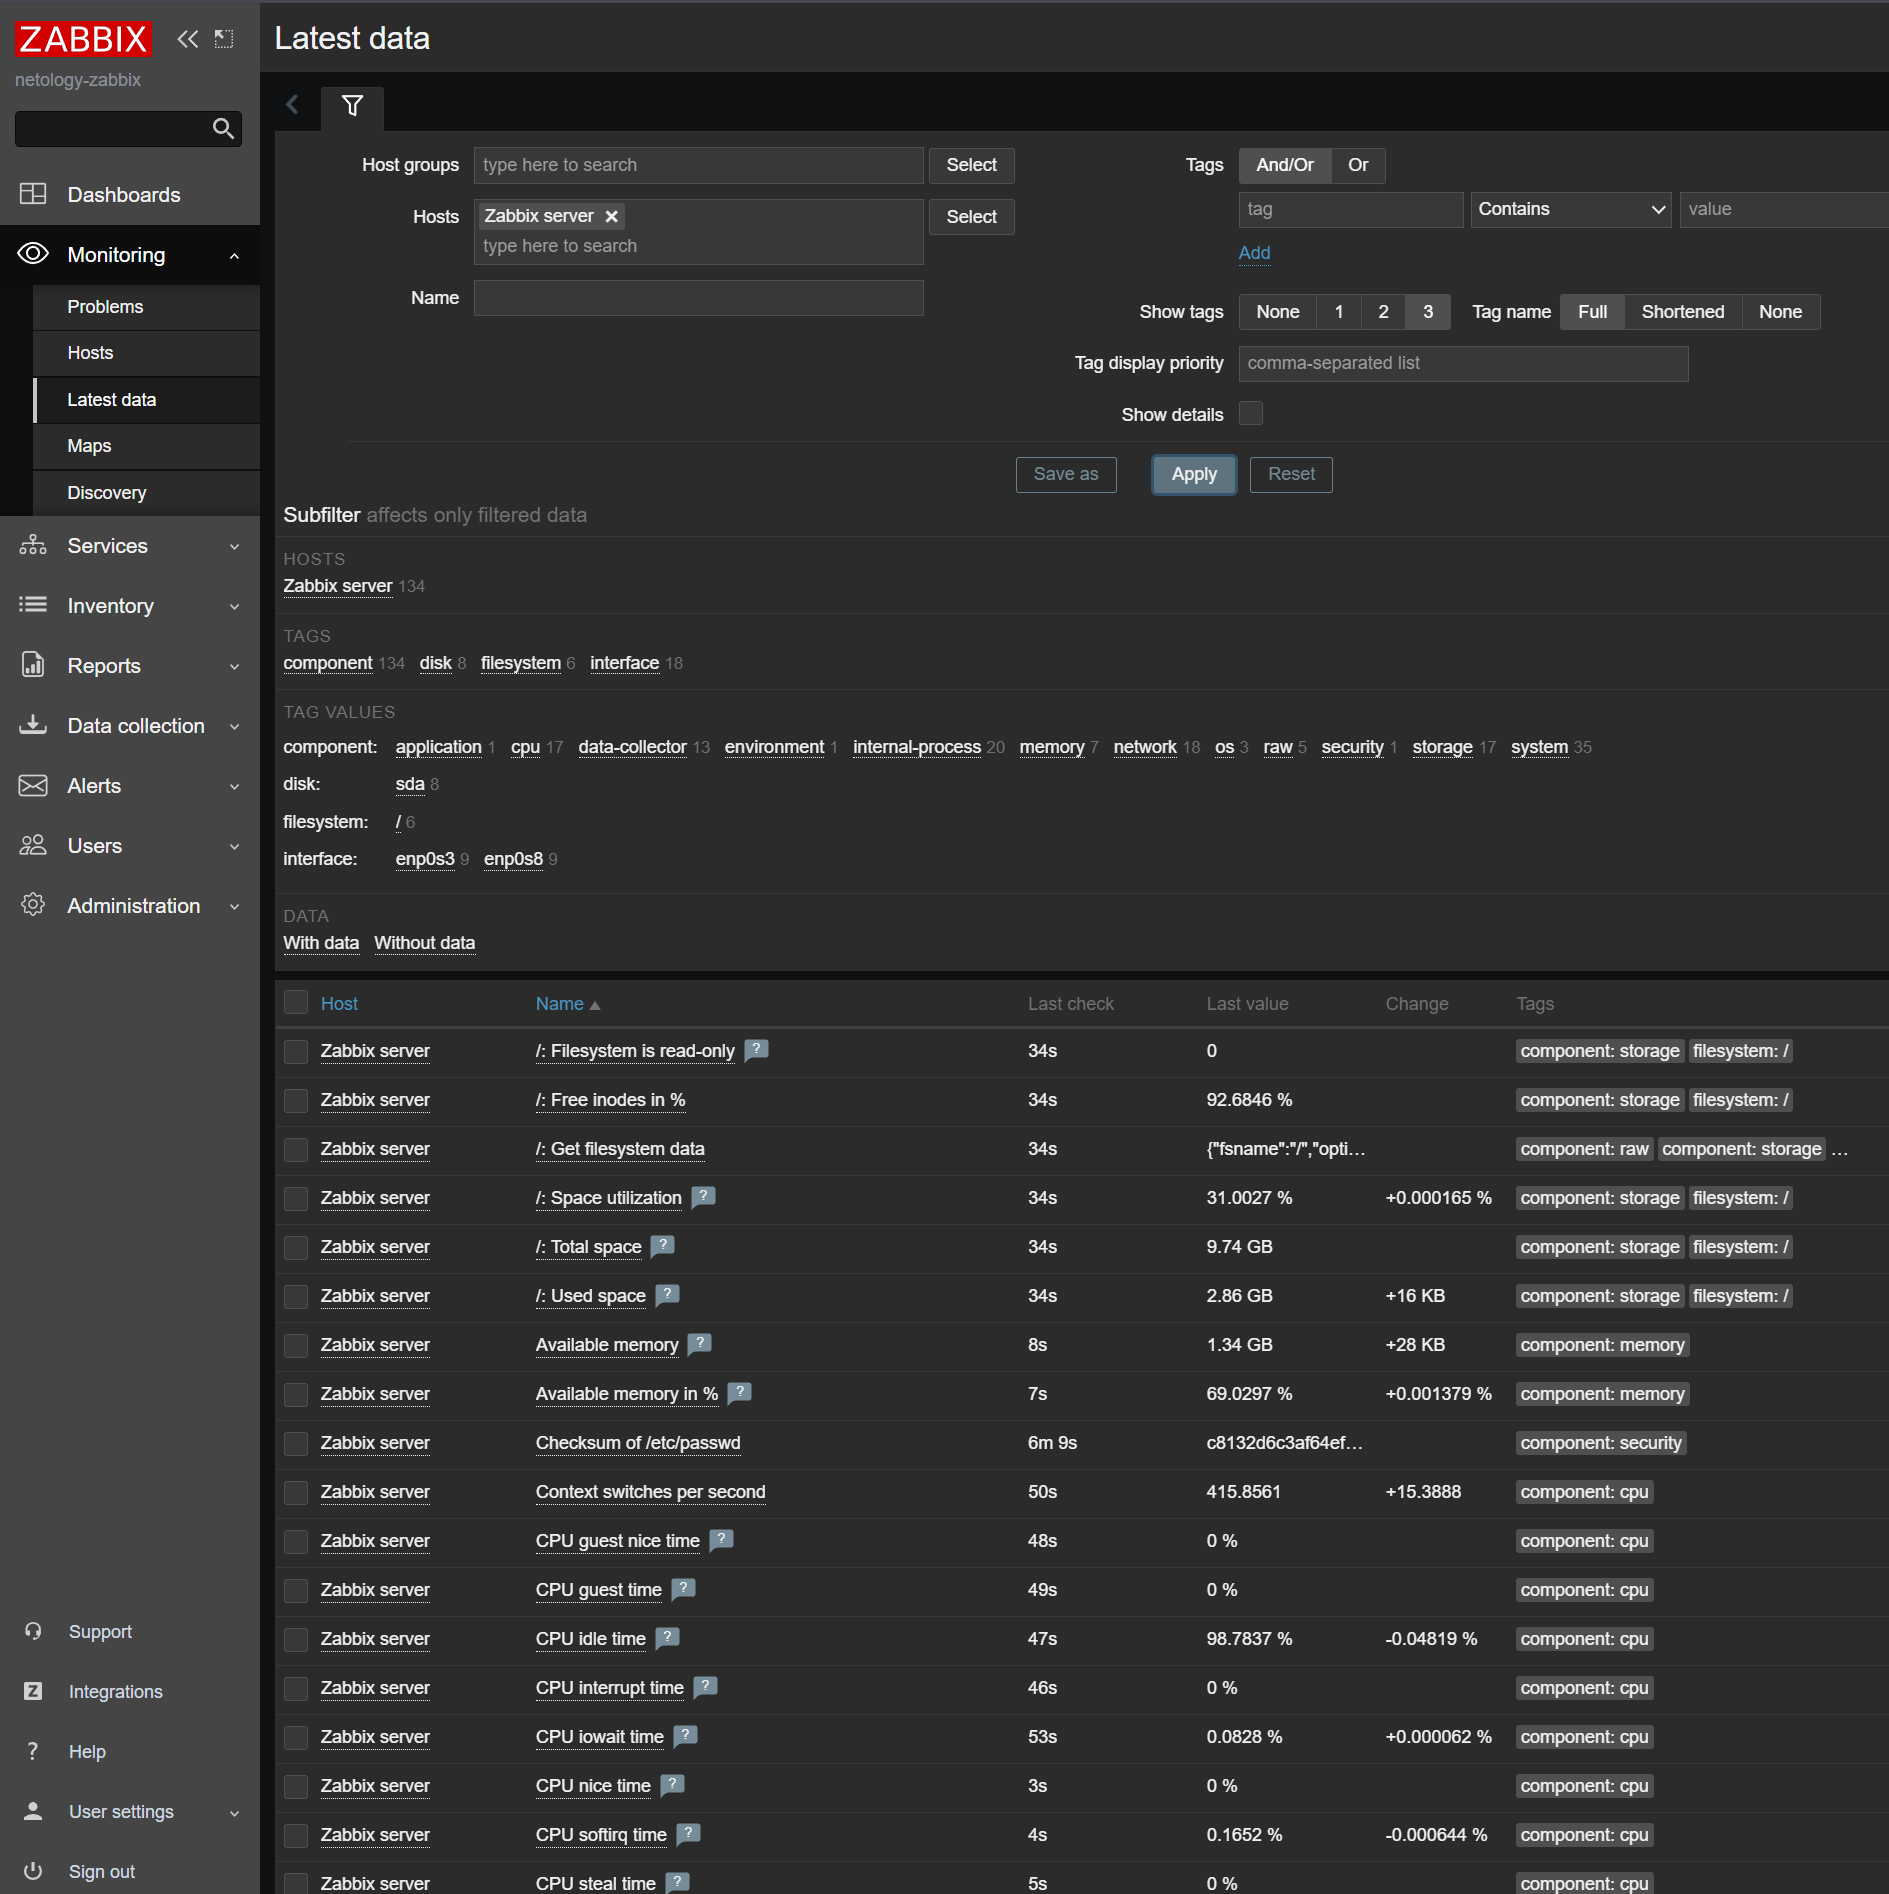 ZABBIX
netology-zabbix
Dashboards
Monitoring
Problems
Hosts
Latest data
Maps
Discovery
Services
Inventory
Reports
Data collection
Alerts
Users
Administration
Support
Z Integrations
? Help
User settings
Sign out
Latest data
Host groups type here to search Select
Hosts Zabbix server Select
type here to search
Name
Tags And/Or Or
tag Contains value
Add
Show tags None 1 2 3 Tag name Full Shortened None
Tag display priority comma-separated list
Show details
Save as Apply Reset
Subfilter affects only filtered data
HOSTS
Zabbix server 134
TAGS
component 134 disk 8 filesystem 6 interface 18
TAG VALUES
component: application 1 cpu 17 data-collector 13 environment 1 internal-process 20 memory 7 network 18 os 3 raw 5 security 1 storage 17 system 35
disk: sda 8
filesystem: / 6
interface: enp0s3 9 enp0s8 9
DATA
With data Without data
Host Name Last check Last value Change Tags
Zabbix server /: Filesystem is read-only ? 34s 0 component: storage filesystem: /
Zabbix server /: Free inodes in % 34s 92.6846 % component: storage filesystem: /
Zabbix server /: Get filesystem data 34s {"fsname":"/","opti… component: raw component: storage …
Zabbix server /: Space utilization ? 34s 31.0027 % +0.000165 % component: storage filesystem: /
Zabbix server /: Total space ? 34s 9.74 GB component: storage filesystem: /
Zabbix server /: Used space ? 34s 2.86 GB +16 KB component: storage filesystem: /
Zabbix server Available memory ? 8s 1.34 GB +28 KB component: memory
Zabbix server Available memory in % ? 7s 69.0297 % +0.001379 % component: memory
Zabbix server Checksum of /etc/passwd 6m 9s c8132d6c3af64ef… component: security
Zabbix server Context switches per second 50s 415.8561 +15.3888 component: cpu
Zabbix server CPU guest nice time ? 48s 0 % component: cpu
Zabbix server CPU guest time ? 49s 0 % component: cpu
Zabbix server CPU idle time ? 47s 98.7837 % -0.04819 % component: cpu
Zabbix server CPU interrupt time ? 46s 0 % component: cpu
Zabbix server CPU iowait time ? 53s 0.0828 % +0.000062 % component: cpu
Zabbix server CPU nice time ? 3s 0 % component: cpu
Zabbix server CPU softirq time ? 4s 0.1652 % -0.000644 % component: cpu
Zabbix server CPU steal time ? 5s 0 % component: cpu